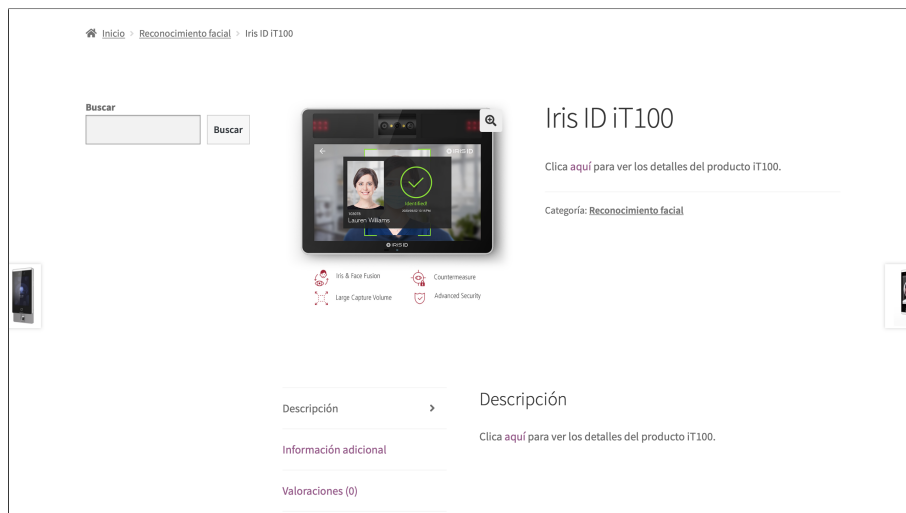 Inicio > Reconocimiento facial > Iris ID iT100
Buscar
Buscar
IRIS ID
Identified!
Lauren Williams
IRIS ID
Iris & Face Fusion
Countermeasure
Large Capture Volume
Advanced Security
Iris ID iT100
Clica aquí para ver los detalles del producto iT100.
Categoría: Reconocimiento facial
Descripción
Información adicional
Valoraciones (0)
Descripción
Clica aquí para ver los detalles del producto iT100.